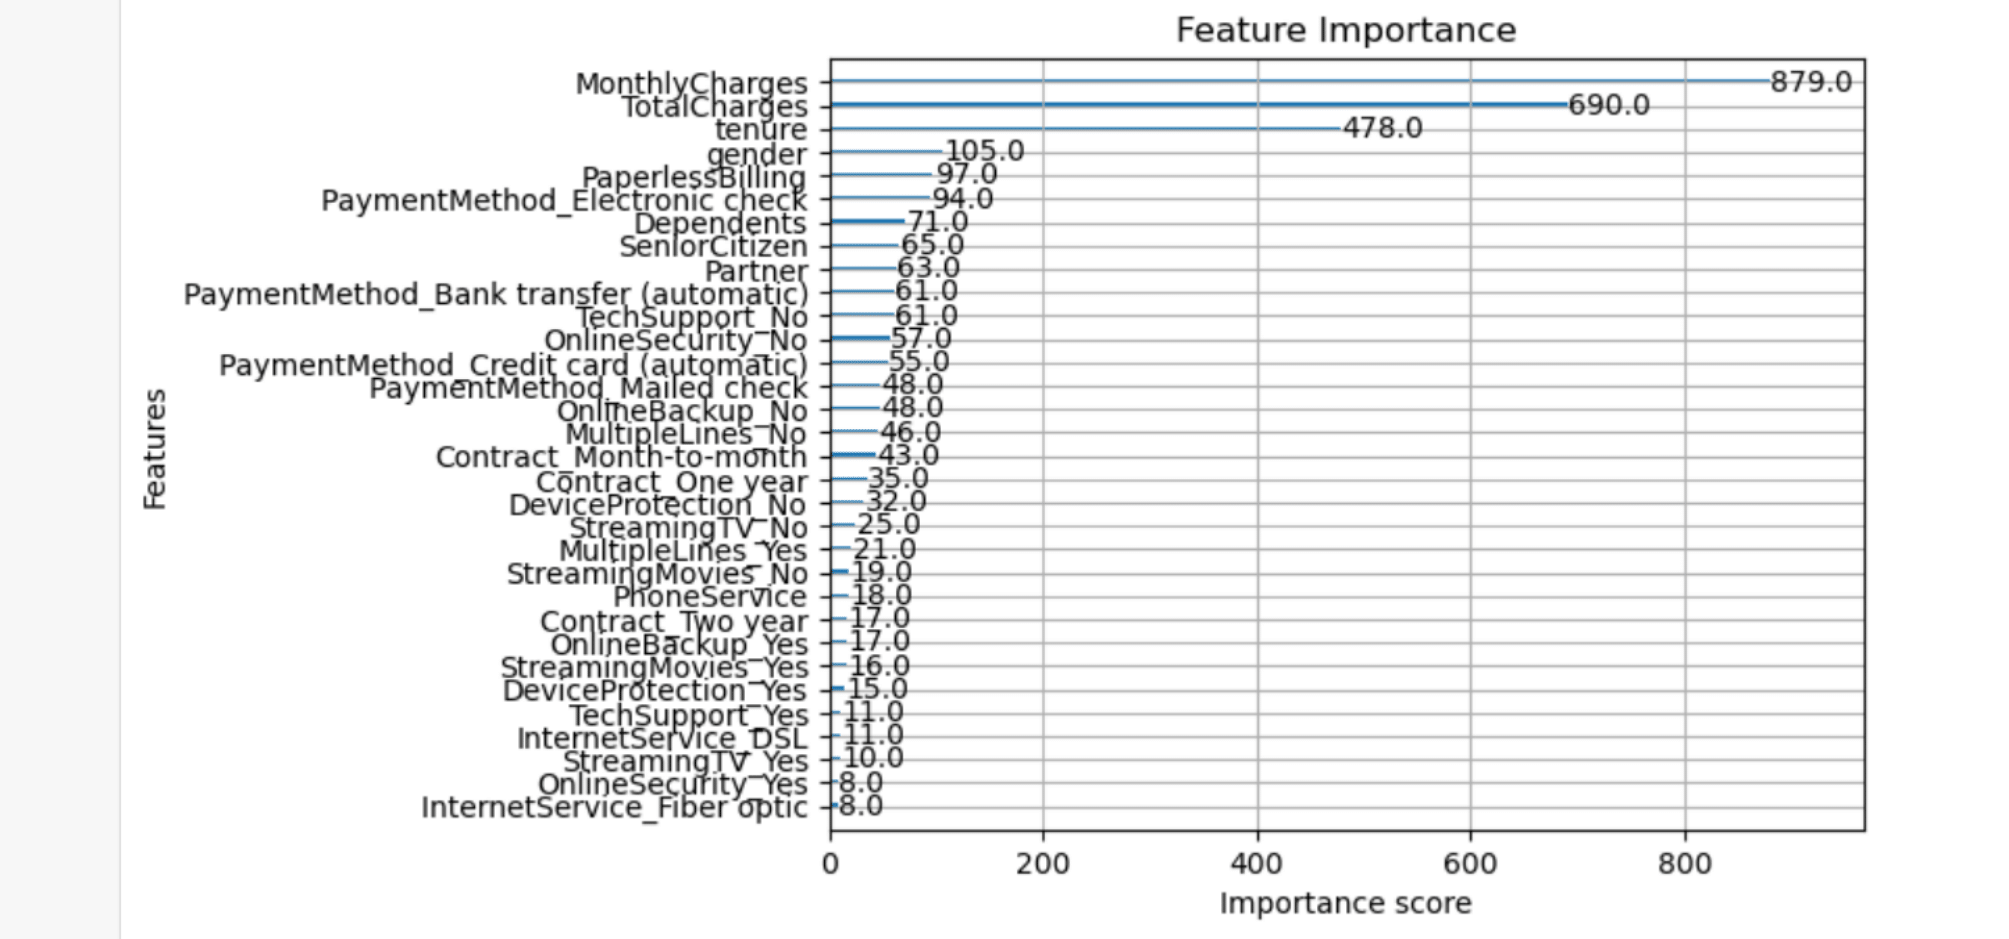 Feature Importance
MonthlyCharges 879.0
TotalCharges 690.0
tenure 478.0
gender 105.0
PaperlessBilling 97.0
PaymentMethod_Electronic check 94.0
Dependents 71.0
SeniorCitizen 65.0
Partner 63.0
PaymentMethod_Bank transfer (automatic) 61.0
TechSupport_No 61.0
OnlineSecurity_No 57.0
PaymentMethod_Credit card (automatic) 55.0
PaymentMethod_Mailed check 48.0
OnlineBackup_No 48.0
MultipleLines_No 46.0
Contract_Month-to-month 43.0
Contract_One year 35.0
DeviceProtection_No 32.0
StreamingTV_No 25.0
MultipleLines_Yes 21.0
StreamingMovies_No 19.0
PhoneService 18.0
Contract_Two year 17.0
OnlineBackup_Yes 17.0
StreamingMovies_Yes 16.0
DeviceProtection_Yes 15.0
TechSupport_Yes 11.0
InternetService_DSL 11.0
StreamingTV_Yes 10.0
OnlineSecurity_Yes 8.0
InternetService_Fiber optic 8.0
Features
0 200 400 600 800
Importance score